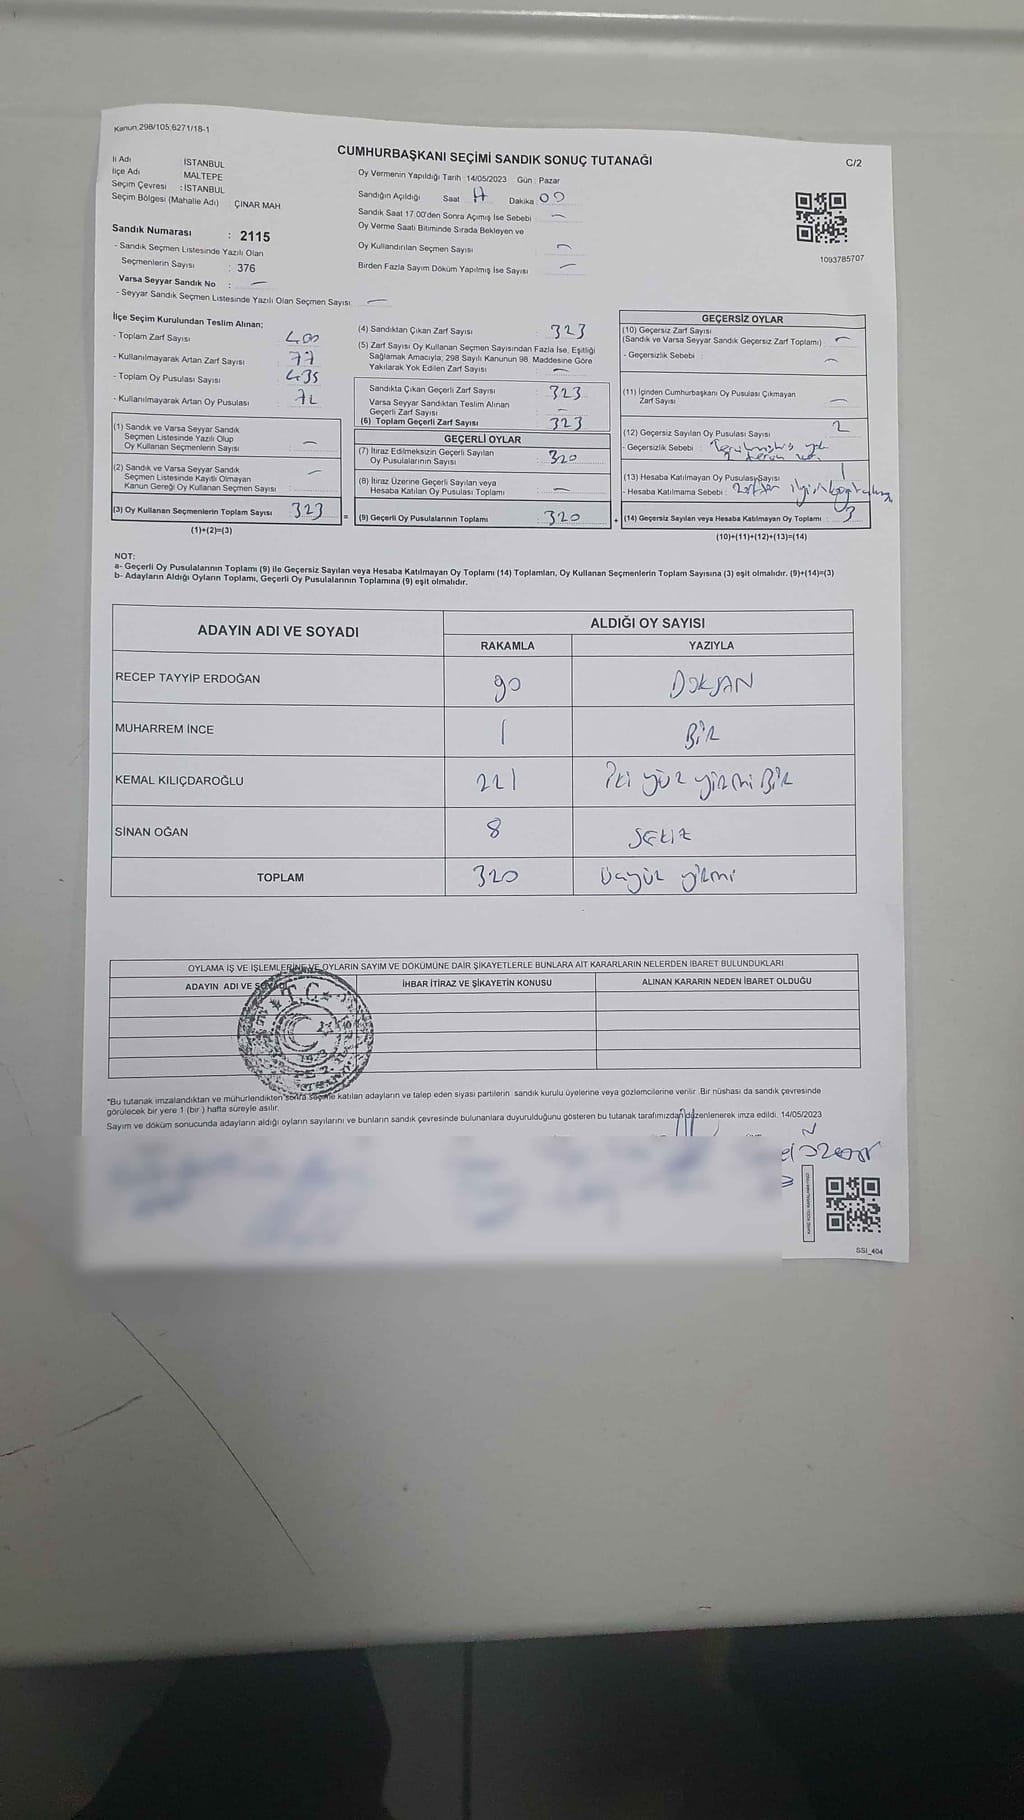 Kanun:298/105,6271/18-1
CUMHURBAŞKANI SEÇİMİ SANDIK SONUÇ TUTANAĞI
C/2
İl Adı İSTANBUL
İlçe Adı MALTEPE
Seçim Çevresi : İSTANBUL
Seçim Bölgesi (Mahalle Adı) : ÇINAR MAH.
Oy Vermenin Yapıldığı Tarih :14/05/2023 Gün : Pazar
Sandığın Açıldığı Saat 17 Dakika 00
Sandık Saat 17.00'den Sonra Açımış İse Sebebi —
Oy Verme Saati Bitiminde Sırada Bekleyen ve
Oy Kullandırılan Seçmen Sayısı —
Birden Fazla Sayım Döküm Yapılmış İse Sayısı —
1093785707
Sandık Numarası : 2115
- Sandık Seçmen Listesinde Yazılı Olan
Seçmenlerin Sayısı : 376
Varsa Seyyar Sandık No : —
- Seyyar Sandık Seçmen Listesinde Yazılı Olan Seçmen Sayısı —
İlçe Seçim Kurulundan Teslim Alınan;
- Toplam Zarf Sayısı 400
- Kullanılmayarak Artan Zarf Sayısı 77
- Toplam Oy Pusulası Sayısı 435
- Kullanılmayarak Artan Oy Pusulası
(1) Sandık ve Varsa Seyyar Sandık
Seçmen Listesinde Yazılı Olup
Oy Kullanan Seçmenlerin Sayısı —
(2) Sandık ve Varsa Seyyar Sandık
Seçmen Listesinde Kayıtlı Olmayan
Kanun Gereği Oy Kullanan Seçmen Sayısı —
(3) Oy Kullanan Seçmenlerin Toplam Sayısı 323
(1)+(2)=(3)
(4) Sandıktan Çıkan Zarf Sayısı : 323
(5) Zarf Sayısı Oy Kullanan Seçmen Sayısından Fazla İse, Eşitliği
Sağlamak Amacıyla; 298 Sayılı Kanunun 98. Maddesine Göre
Yakılarak Yok Edilen Zarf Sayısı : —
Sandıkta Çıkan Geçerli Zarf Sayısı : 323
Varsa Seyyar Sandıktan Teslim Alınan
Geçerli Zarf Sayısı : —
(6) Toplam Geçerli Zarf Sayısı : 323
GEÇERLİ OYLAR
(7) İtiraz Edilmeksizin Geçerli Sayılan
Oy Pusulalarının Sayısı : 320
(8) İtiraz Üzerine Geçerli Sayılan veya
Hesaba Katılan Oy Pusulası Toplamı : —
= (9) Geçerli Oy Pusulalarının Toplamı : 320
GEÇERSİZ OYLAR
(10) Geçersiz Zarf Sayısı
(Sandık ve Varsa Seyyar Sandık Geçersiz Zarf Toplamı) : —
- Geçersizlik Sebebi : —
(11) İçinden Cumhurbaşkanı Oy Pusulası Çıkmayan
Zarf Sayısı —
(12) Geçersiz Sayılan Oy Pusulası Sayısı : 2
- Geçersizlik Sebebi :
(13) Hesaba Katılmayan Oy Pusulası Sayısı 1
- Hesaba Katılmama Sebebi : Zarftan
+ (14) Geçersiz Sayılan veya Hesaba Katılmayan Oy Toplamı : 3
(10)+(11)+(12)+(13)=(14)
NOT:
a- Geçerli Oy Pusulalarının Toplamı (9) ile Geçersiz Sayılan veya Hesaba Katılmayan Oy Toplamı (14) Toplamları, Oy Kullanan Seçmenlerin Toplam Sayısına (3) eşit olmalıdır. (9)+(14)=(3)
b- Adayların Aldığı Oyların Toplamı, Geçerli Oy Pusulalarının Toplamına (9) eşit olmalıdır.
ADAYIN ADI VE SOYADI
ALDIĞI OY SAYISI
RAKAMLA YAZIYLA
RECEP TAYYİP ERDOĞAN 90 DOKSAN
MUHARREM İNCE 1 BİR
KEMAL KILIÇDAROĞLU 221 İki yüz yirmi BİR
SİNAN OĞAN 8 SEKİZ
TOPLAM 320 üçyüz yirmi
OYLAMA İŞ VE İŞLEMLERİNE VE OYLARIN SAYIM VE DÖKÜMÜNE DAİR ŞİKAYETLERLE BUNLARA AİT KARARLARIN NELERDEN İBARET BULUNDUKLARI
ADAYIN ADI VE SOYADI İHBAR İTİRAZ VE ŞİKAYETİN KONUSU ALINAN KARARIN NEDEN İBARET OLDUĞU
T.C.
*Bu tutanak imzalandıktan ve mühürlendikten sonra seçime katılan adayların ve talep eden siyasi partilerin sandık kurulu üyelerine veya gözlemcilerine verilir. Bir nüshası da sandık çevresinde
görülecek bir yere 1 (bir ) hafta süreyle asılır.
Sayım ve döküm sonucunda adayların aldığı oyların sayılarını ve bunların sandık çevresinde bulunanlara duyurulduğunu gösteren bu tutanak tarafımızdan düzenlenerek imza edildi. 14/05/2023
SSI_404